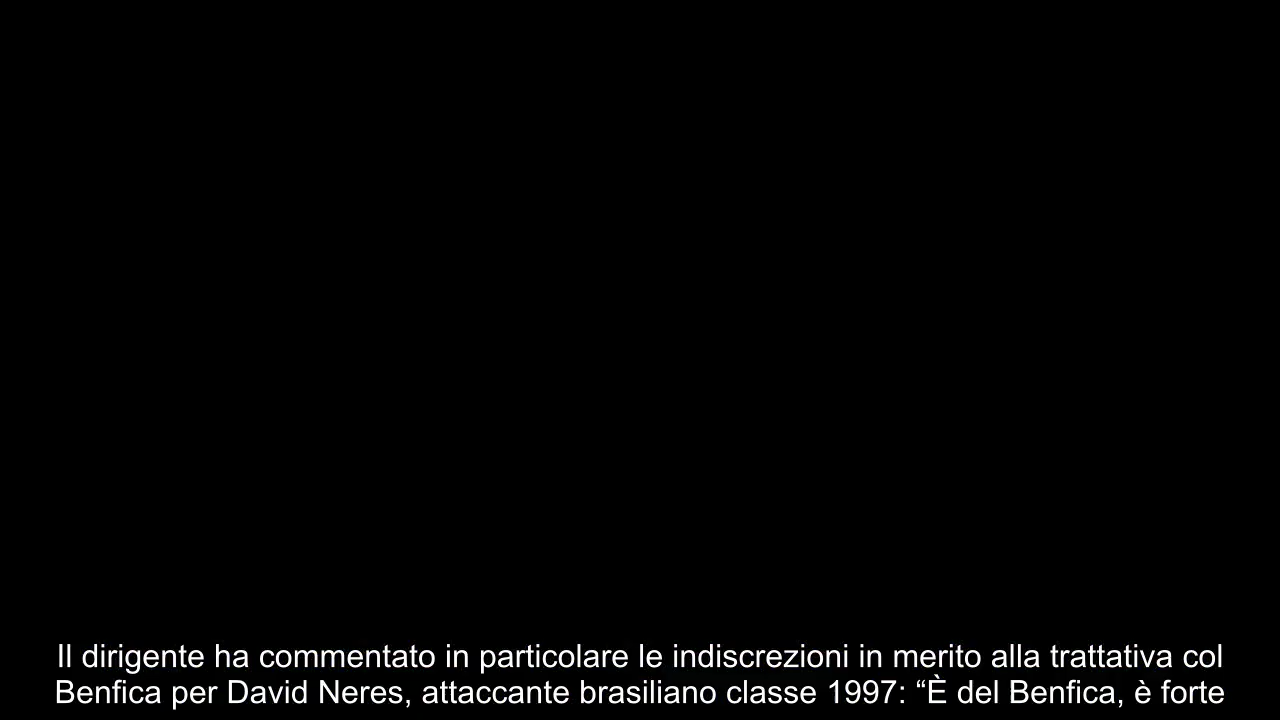 Il dirigente ha commentato in particolare le indiscrezioni in merito alla trattativa col
Benfica per David Neres, attaccante brasiliano classe 1997: “È del Benfica, è forte